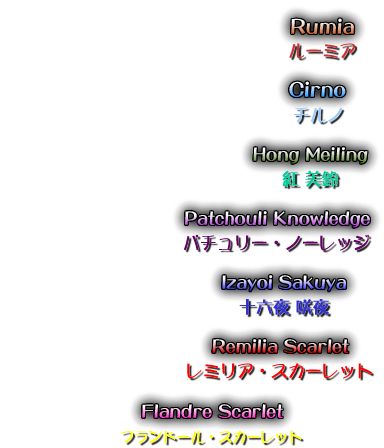 Rumia
ルーミア
Cirno
チルノ
Hong Meiling
紅 美鈴
Patchouli Knowledge
パチュリー・ノーレッジ
Izayoi Sakuya
十六夜 咲夜
Remilia Scarlet
レミリア・スカーレット
Flandre Scarlet
フランドール・スカーレット